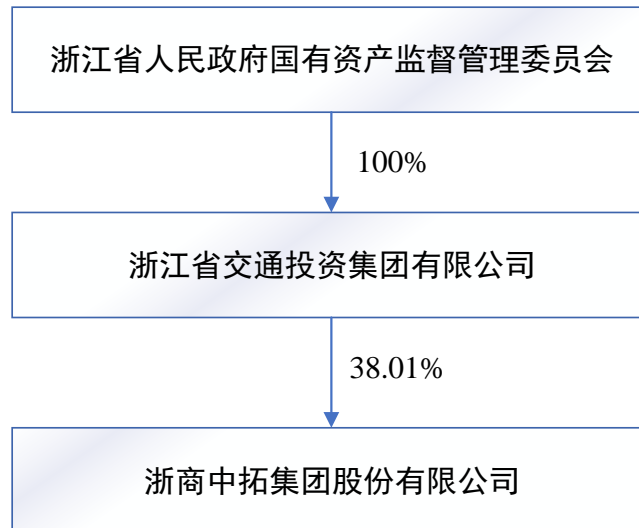 浙江省人民政府国有资产监督管理委员会
100%
浙江省交通投资集团有限公司
38.01%
浙商中拓集团股份有限公司